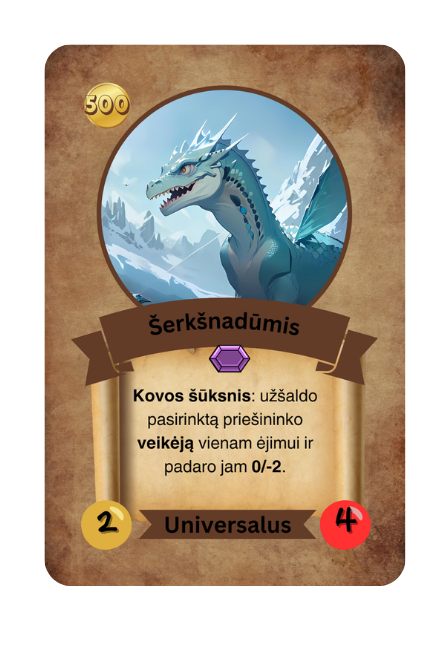 500
Šerkšnadūmis
Kovos šūksnis: užšaldo
pasirinktą priešininko
veikėją vienam ėjimui ir
padaro jam 0/-2.
2 Universalus 4